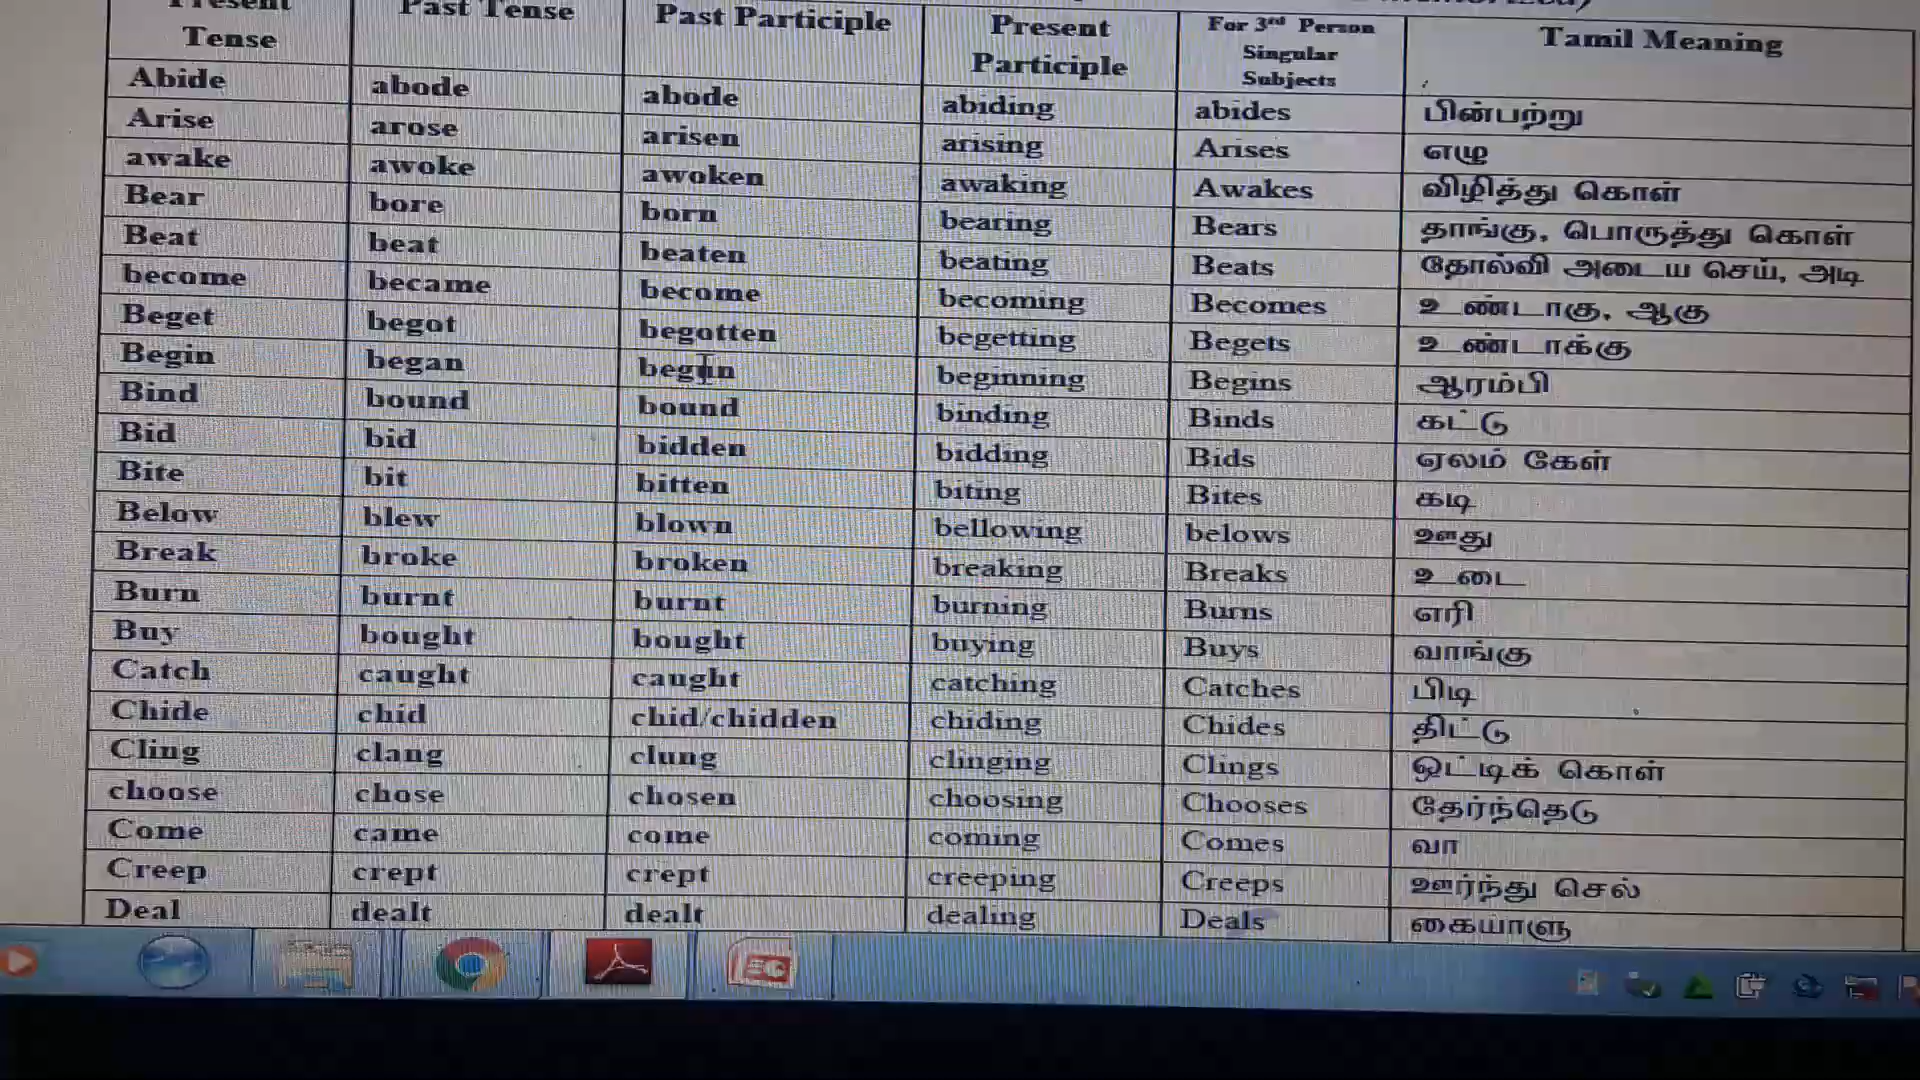 Present Tense | Past Tense | Past Participle | Present Participle | For 3rd Person Singular Subjects | Tamil Meaning
Abide | abode | abode | abiding | abides | பின்பற்று
Arise | arose | arisen | arising | Arises | எழு
awake | awoke | awoken | awaking | Awakes | விழித்து கொள்
Bear | bore | born | bearing | Bears | தாங்கு, பொருத்து கொள்
Beat | beat | beaten | beating | Beats | தோல்வி அடைய செய், அடி
become | became | become | becoming | Becomes | உண்டாகு, ஆகு
Beget | begot | begotten | begetting | Begets | உண்டாக்கு
Begin | began | begun | beginning | Begins | ஆரம்பி
Bind | bound | bound | binding | Binds | கட்டு
Bid | bid | bidden | bidding | Bids | ஏலம் கேள்
Bite | bit | bitten | biting | Bites | கடி
Below | blew | blown | bellowing | belows | ஊது
Break | broke | broken | breaking | Breaks | உடை
Burn | burnt | burnt | burning | Burns | எரி
Buy | bought | bought | buying | Buys | வாங்கு
Catch | caught | caught | catching | Catches | பிடி
Chide | chid | chid/chidden | chiding | Chides | திட்டு
Cling | clang | clung | clinging | Clings | ஒட்டிக் கொள்
choose | chose | chosen | choosing | Chooses | தேர்ந்தெடு
Come | came | come | coming | Comes | வா
Creep | crept | crept | creeping | Creeps | ஊர்ந்து செல்
Deal | dealt | dealt | dealing | Deals | கையாளு